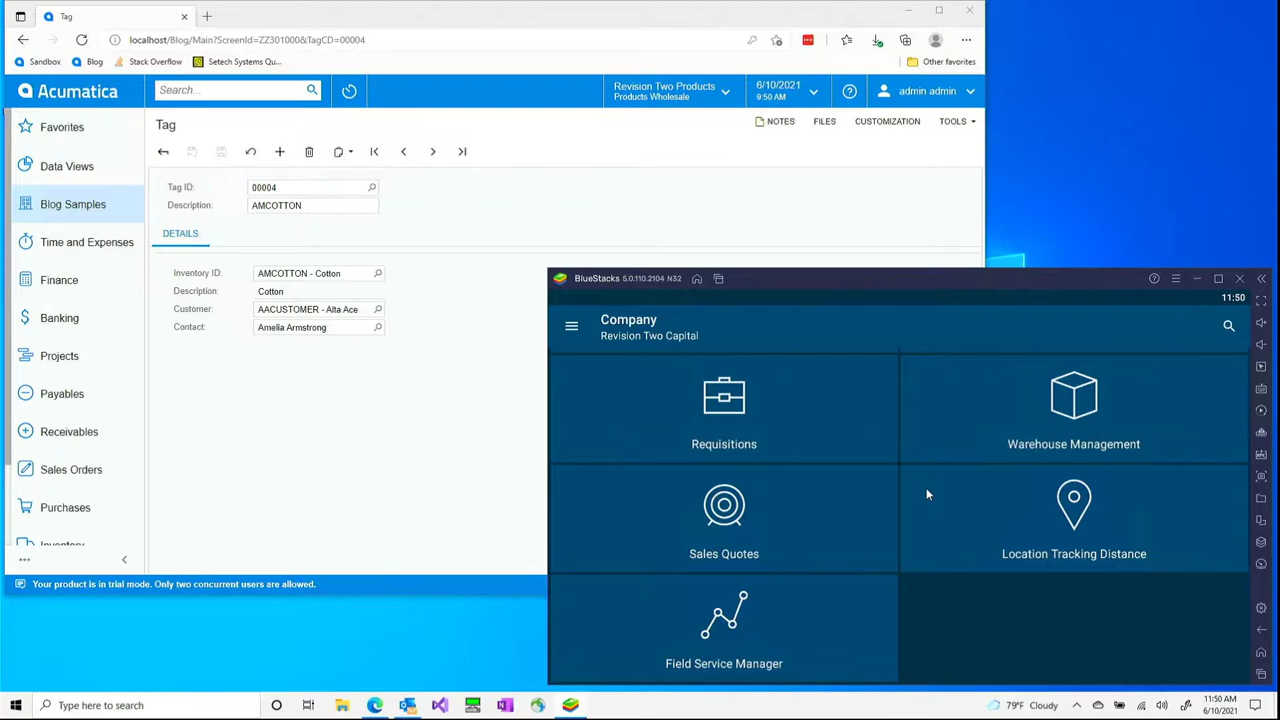 Tag
localhost/Blog/Main?ScreenId=ZZ301000&TagCD=00004
Sandbox
Blog
Stack Overflow
Setech Systems Qu...
Other favorites
Acumatica
Search...
Revision Two Products
Products Wholesale
6/10/2021
9:50 AM
admin admin
Favorites
Data Views
Blog Samples
Time and Expenses
Finance
Banking
Projects
Payables
Receivables
Sales Orders
Purchases
Inventory
Tag
NOTES
FILES
CUSTOMIZATION
TOOLS
Tag ID:
00004
Description:
AMCOTTON
DETAILS
Inventory ID:
AMCOTTON - Cotton
Description:
Cotton
Customer:
AACUSTOMER - Alta Ace
Contact:
Amelia Armstrong
Your product is in trial mode. Only two concurrent users are allowed.
BlueStacks 5.0.110.2104 N32
11:50
Company
Revision Two Capital
Requisitions
Warehouse Management
Sales Quotes
Location Tracking Distance
Field Service Manager
Type here to search
79°F Cloudy
11:50 AM
6/10/2021